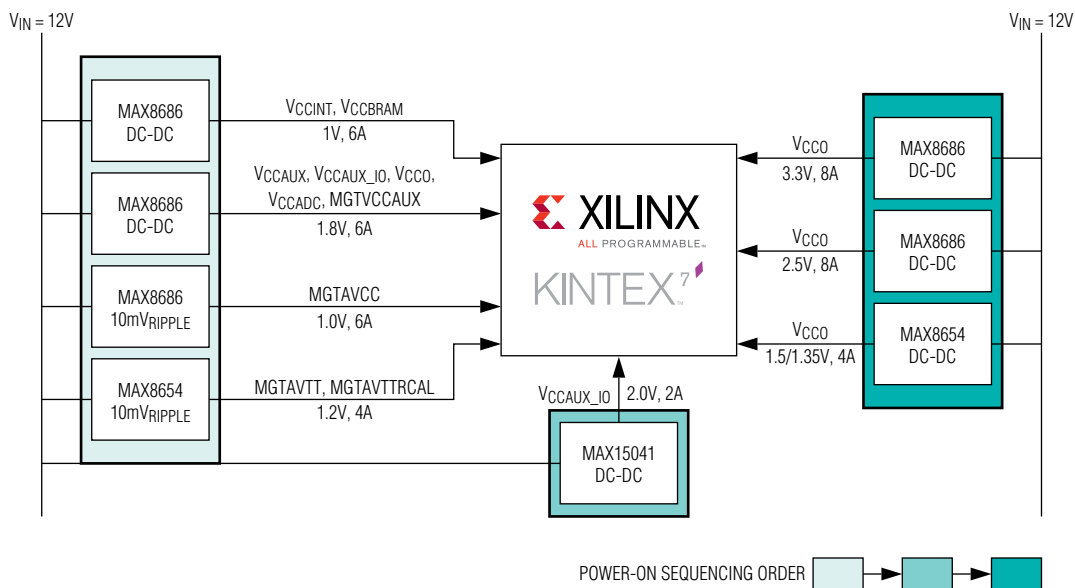 VIN = 12V
VIN = 12V
MAX8686
DC-DC
VCCINT, VCCBRAM
1V, 6A
MAX8686
DC-DC
VCCAUX, VCCAUX_IO, VCCO,
VCCADC, MGTVCCAUX
1.8V, 6A
MAX8686
10mVRIPPLE
MGTAVCC
1.0V, 6A
MAX8654
10mVRIPPLE
MGTAVTT, MGTAVTTRCAL
1.2V, 4A
XILINX
ALL PROGRAMMABLE™
KINTEX™ 7
VCCO
3.3V, 8A
MAX8686
DC-DC
VCCO
2.5V, 8A
MAX8686
DC-DC
VCCO
1.5/1.35V, 4A
MAX8654
DC-DC
VCCAUX_IO 2.0V, 2A
MAX15041
DC-DC
POWER-ON SEQUENCING ORDER